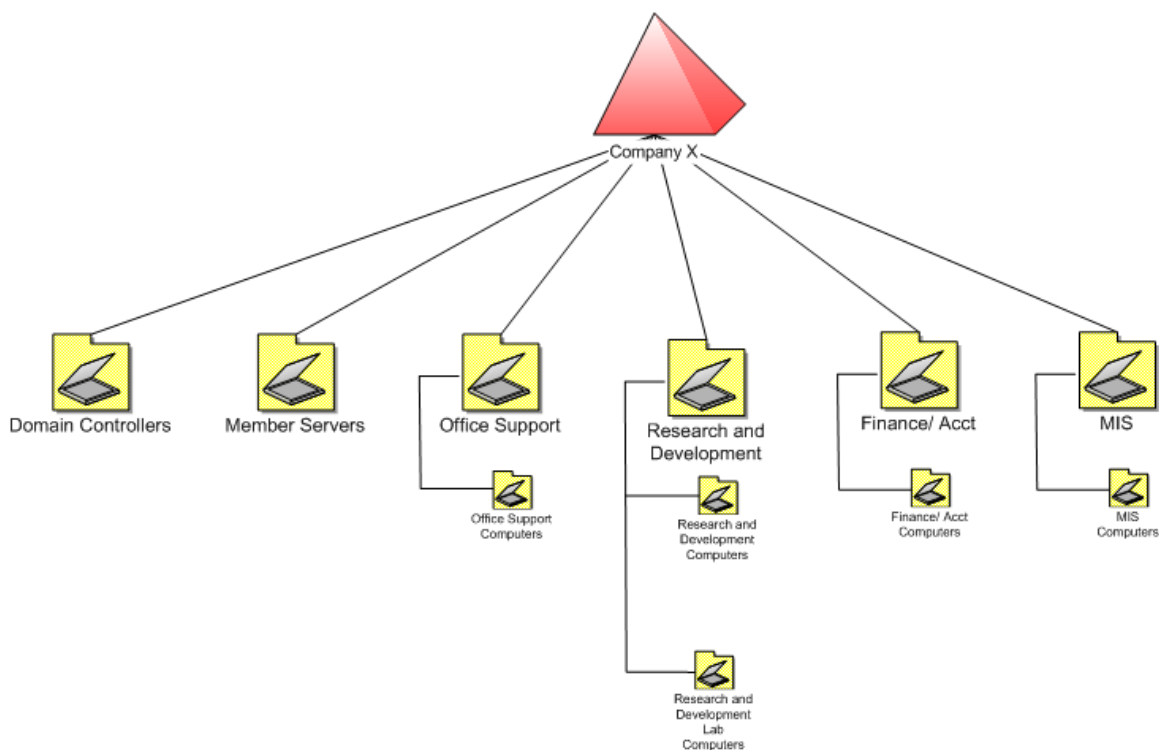 Company X
Domain Controllers
Member Servers
Office Support
Research and
Development
Finance/ Acct
MIS
Office Support
Computers
Research and
Development
Computers
Finance/ Acct
Computers
MIS
Computers
Research and
Development
Lab
Computers